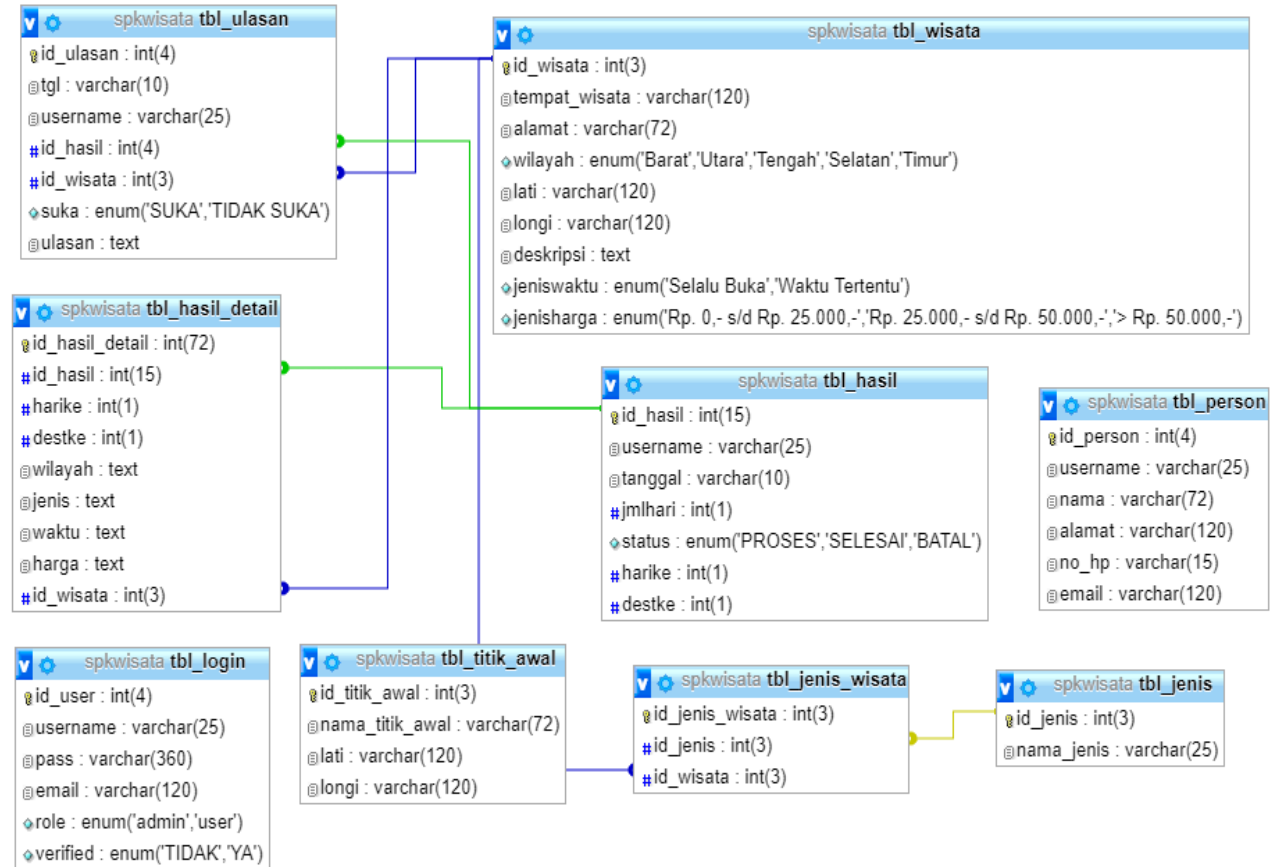 spkwisata tbl_ulasan
id_ulasan : int(4)
tgl : varchar(10)
username : varchar(25)
#id_hasil : int(4)
#id_wisata : int(3)
suka : enum('SUKA','TIDAK SUKA')
ulasan : text
spkwisata tbl_wisata
id_wisata : int(3)
tempat_wisata : varchar(120)
alamat : varchar(72)
wilayah : enum('Barat','Utara','Tengah','Selatan','Timur')
lati : varchar(120)
longi : varchar(120)
deskripsi : text
jeniswaktu : enum('Selalu Buka','Waktu Tertentu')
jenisharga : enum('Rp. 0,- s/d Rp. 25.000,-','Rp. 25.000,- s/d Rp. 50.000,-','> Rp. 50.000,-')
spkwisata tbl_hasil_detail
id_hasil_detail : int(72)
#id_hasil : int(15)
#harike : int(1)
#destke : int(1)
wilayah : text
jenis : text
waktu : text
harga : text
#id_wisata : int(3)
spkwisata tbl_hasil
id_hasil : int(15)
username : varchar(25)
tanggal : varchar(10)
#jmlhari : int(1)
status : enum('PROSES','SELESAI','BATAL')
#harike : int(1)
#destke : int(1)
spkwisata tbl_person
id_person : int(4)
username : varchar(25)
nama : varchar(72)
alamat : varchar(120)
no_hp : varchar(15)
email : varchar(120)
spkwisata tbl_login
id_user : int(4)
username : varchar(25)
pass : varchar(360)
email : varchar(120)
role : enum('admin','user')
verified : enum('TIDAK','YA')
spkwisata tbl_titik_awal
id_titik_awal : int(3)
nama_titik_awal : varchar(72)
lati : varchar(120)
longi : varchar(120)
spkwisata tbl_jenis_wisata
id_jenis_wisata : int(3)
#id_jenis : int(3)
#id_wisata : int(3)
spkwisata tbl_jenis
id_jenis : int(3)
nama_jenis : varchar(25)